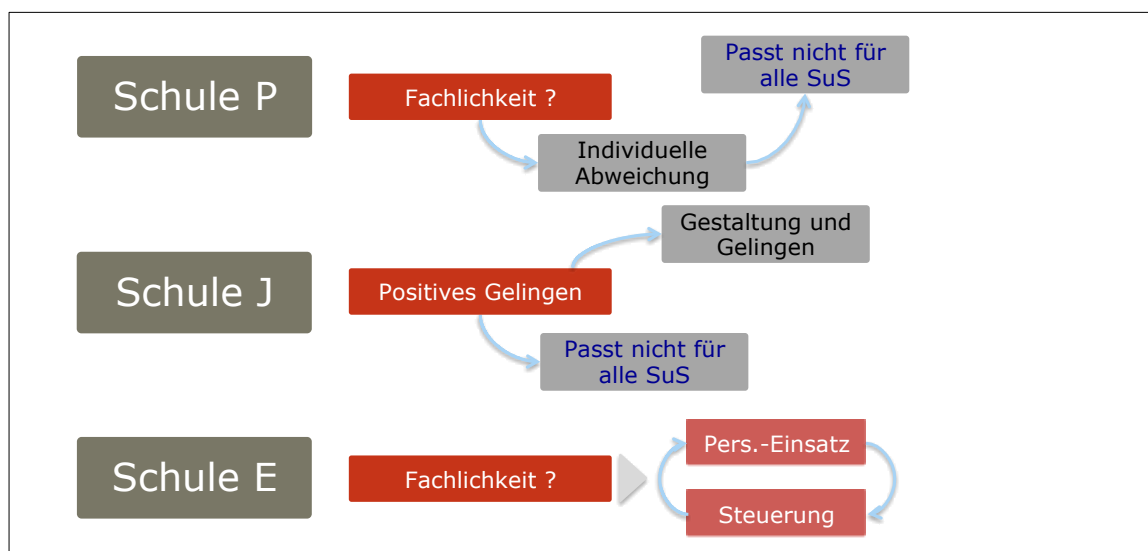 Schule P
Fachlichkeit ?
Passt nicht für
alle SuS
Individuelle
Abweichung
Schule J
Positives Gelingen
Gestaltung und
Gelingen
Passt nicht für
alle SuS
Schule E
Fachlichkeit ?
Pers.-Einsatz
Steuerung